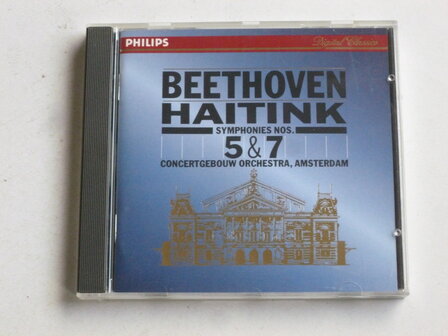 PHILIPS
Digital Classics
BEETHOVEN
HAITINK
SYMPHONIES NOS.
5 & 7
CONCERTGEBOUW ORCHESTRA, AMSTERDAM